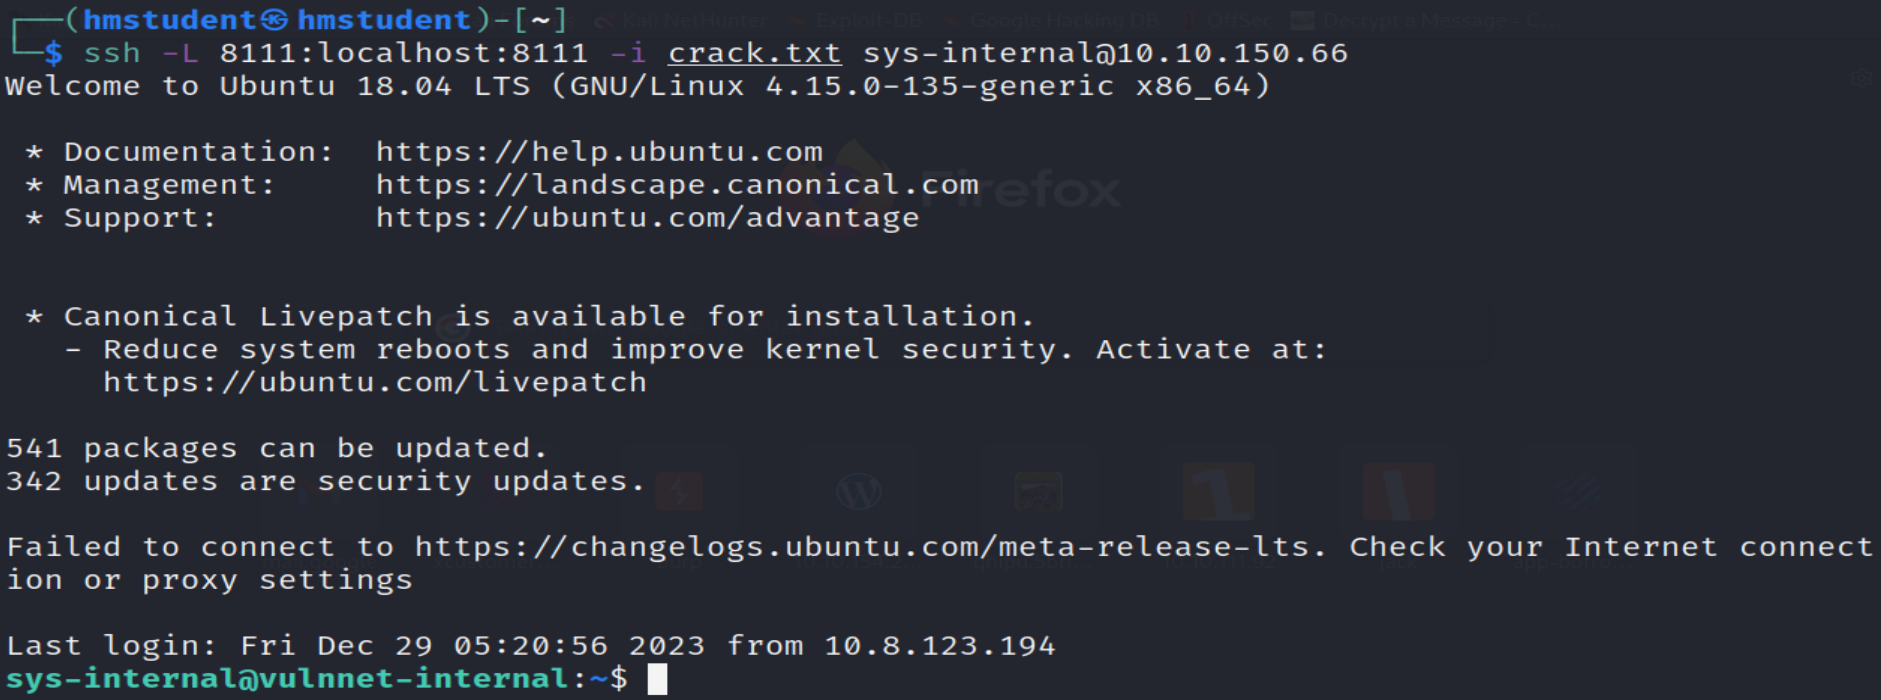 ┌──(hmstudent㉿hmstudent)-[~]
└─$ ssh -L 8111:localhost:8111 -i crack.txt sys-internal@10.10.150.66
Welcome to Ubuntu 18.04 LTS (GNU/Linux 4.15.0-135-generic x86_64)
* Documentation:  https://help.ubuntu.com
* Management:     https://landscape.canonical.com
* Support:        https://ubuntu.com/advantage
Firefox
* Canonical Livepatch is available for installation.
- Reduce system reboots and improve kernel security. Activate at:
https://ubuntu.com/livepatch
541 packages can be updated.
342 updates are security updates.
Failed to connect to https://changelogs.ubuntu.com/meta-release-lts. Check your Internet connect
ion or proxy settings
Last login: Fri Dec 29 05:20:56 2023 from 10.8.123.194
sys-internal@vulnnet-internal:~$